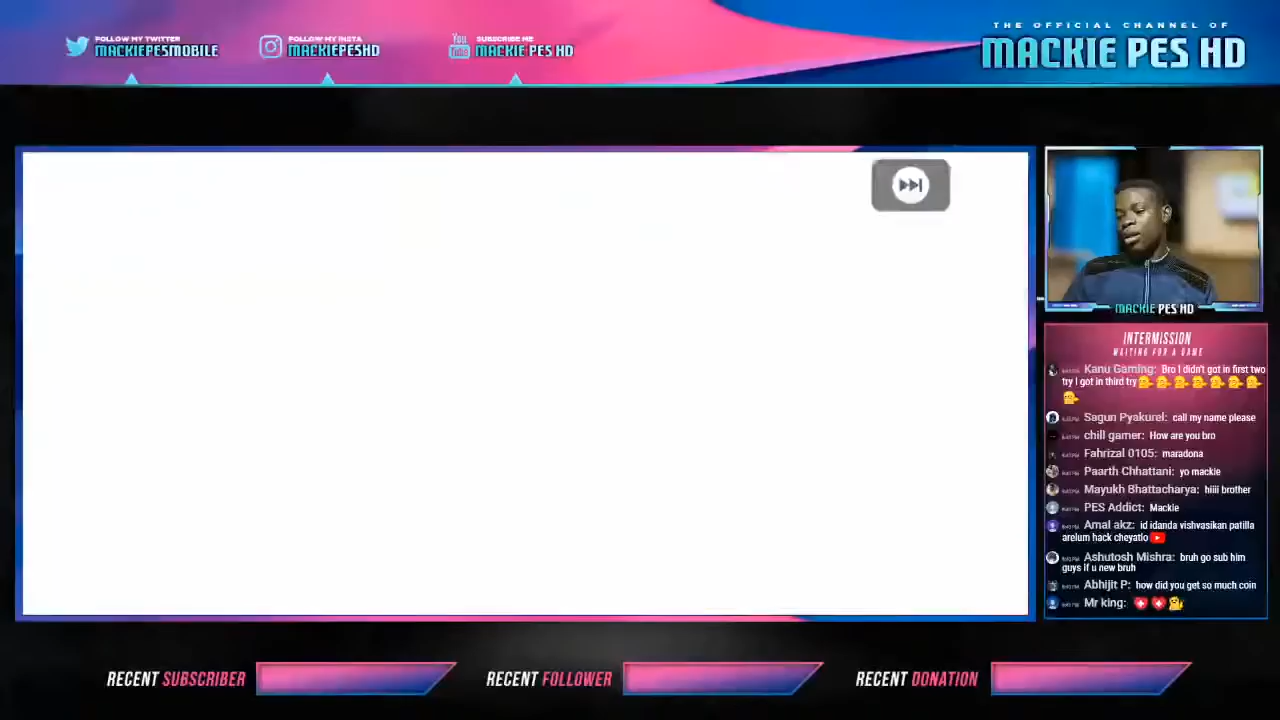 FOLLOW MY TWITTER
MACKIEPESMOBILE
FOLLOW MY INSTA
MACKIEPESHD
You
Tube
SUBSCRIBE ME
MACKIE PES HD
THE OFFICIAL CHANNEL OF
MACKIE PES HD
MACKIE PES HD
INTERMISSION
WAITING FOR A GAME
Kanu Gaming: Bro I didn't got in first two
try I got in third try
Sagun Pyakurel: call my name please
chill gamer: How are you bro
Fahrizal 0105: maradona
Paarth Chhattani: yo mackie
Mayukh Bhattacharya: hiiii brother
PES Addict: Mackie
Amal akz: id idanda vishvasikan patilla
arelum hack cheyatlo
Ashutosh Mishra: bruh go sub him
guys if u new bruh
Abhijit P: how did you get so much coin
Mr king:
RECENT SUBSCRIBER
RECENT FOLLOWER
RECENT DONATION